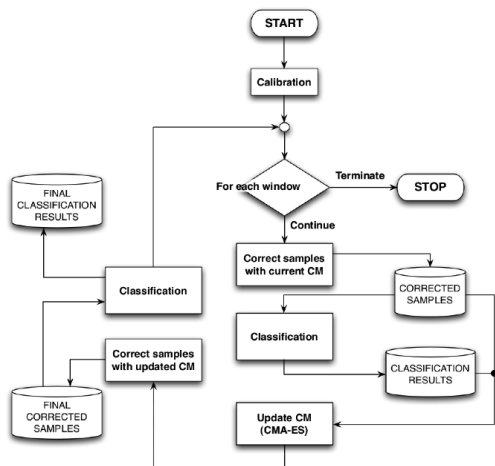 START
Calibration
For each window
Terminate
STOP
Continue
FINAL
CLASSIFICATION
RESULTS
Correct samples
with current CM
CORRECTED
SAMPLES
Classification
Classification
Correct samples
with updated CM
CLASSIFICATION
RESULTS
FINAL
CORRECTED
SAMPLES
Update CM
(CMA-ES)